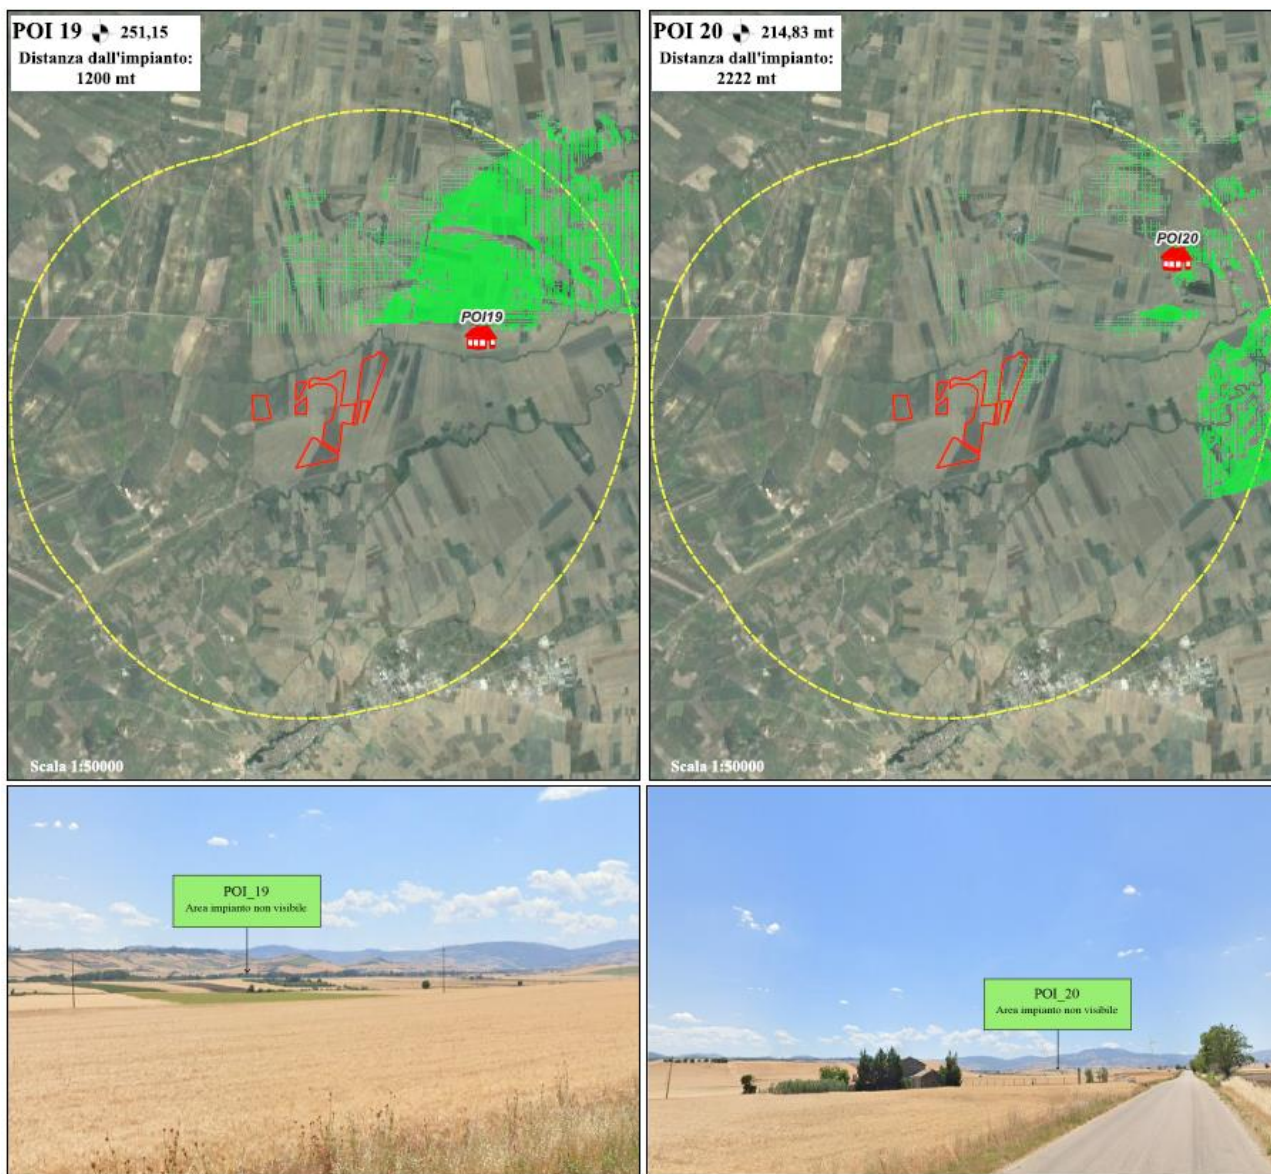 POI 19 251,15
Distanza dall'impianto:
1200 mt
POI19
Scala 1:50000
POI 20 214,83 mt
Distanza dall'impianto:
2222 mt
POI20
Scala 1:50000
POI_19
Area impianto non visibile
POI_20
Area impianto non visibile